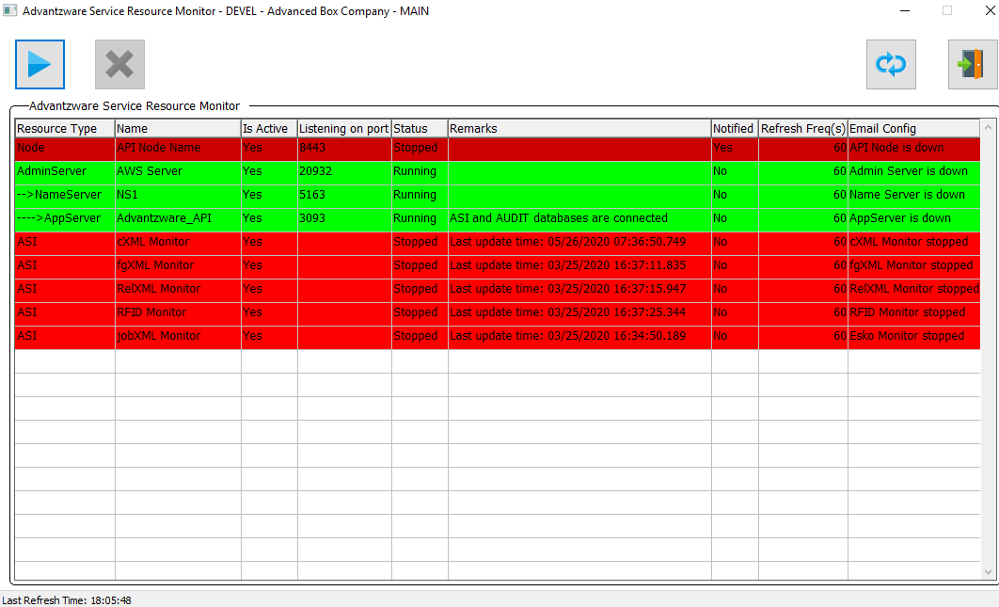 Advantzware Service Resource Monitor - DEVEL - Advanced Box Company - MAIN
Advantzware Service Resource Monitor
Resource Type Name Is Active Listening on port Status Remarks Notified Refresh Freq(s) Email Config
Node API Node Name Yes 8443 Stopped Yes 60 API Node is down
AdminServer AWS Server Yes 20932 Running No 60 Admin Server is down
-->NameServer NS1 Yes 5163 Running No 60 Name Server is down
---->AppServer Advantzware_API Yes 3093 Running ASI and AUDIT databases are connected No 60 AppServer is down
ASI cXML Monitor Yes Stopped Last update time: 05/26/2020 07:36:50.749 No 60 cXML Monitor stopped
ASI fgXML Monitor Yes Stopped Last update time: 03/25/2020 16:37:11.835 No 60 fgXML Monitor stopped
ASI RelXML Monitor Yes Stopped Last update time: 03/25/2020 16:37:15.947 No 60 RelXML Monitor stopped
ASI RFID Monitor Yes Stopped Last update time: 03/25/2020 16:37:25.344 No 60 RFID Monitor stopped
ASI jobXML Monitor Yes Stopped Last update time: 03/25/2020 16:34:50.189 No 60 Esko Monitor stopped
Last Refresh Time: 18:05:48